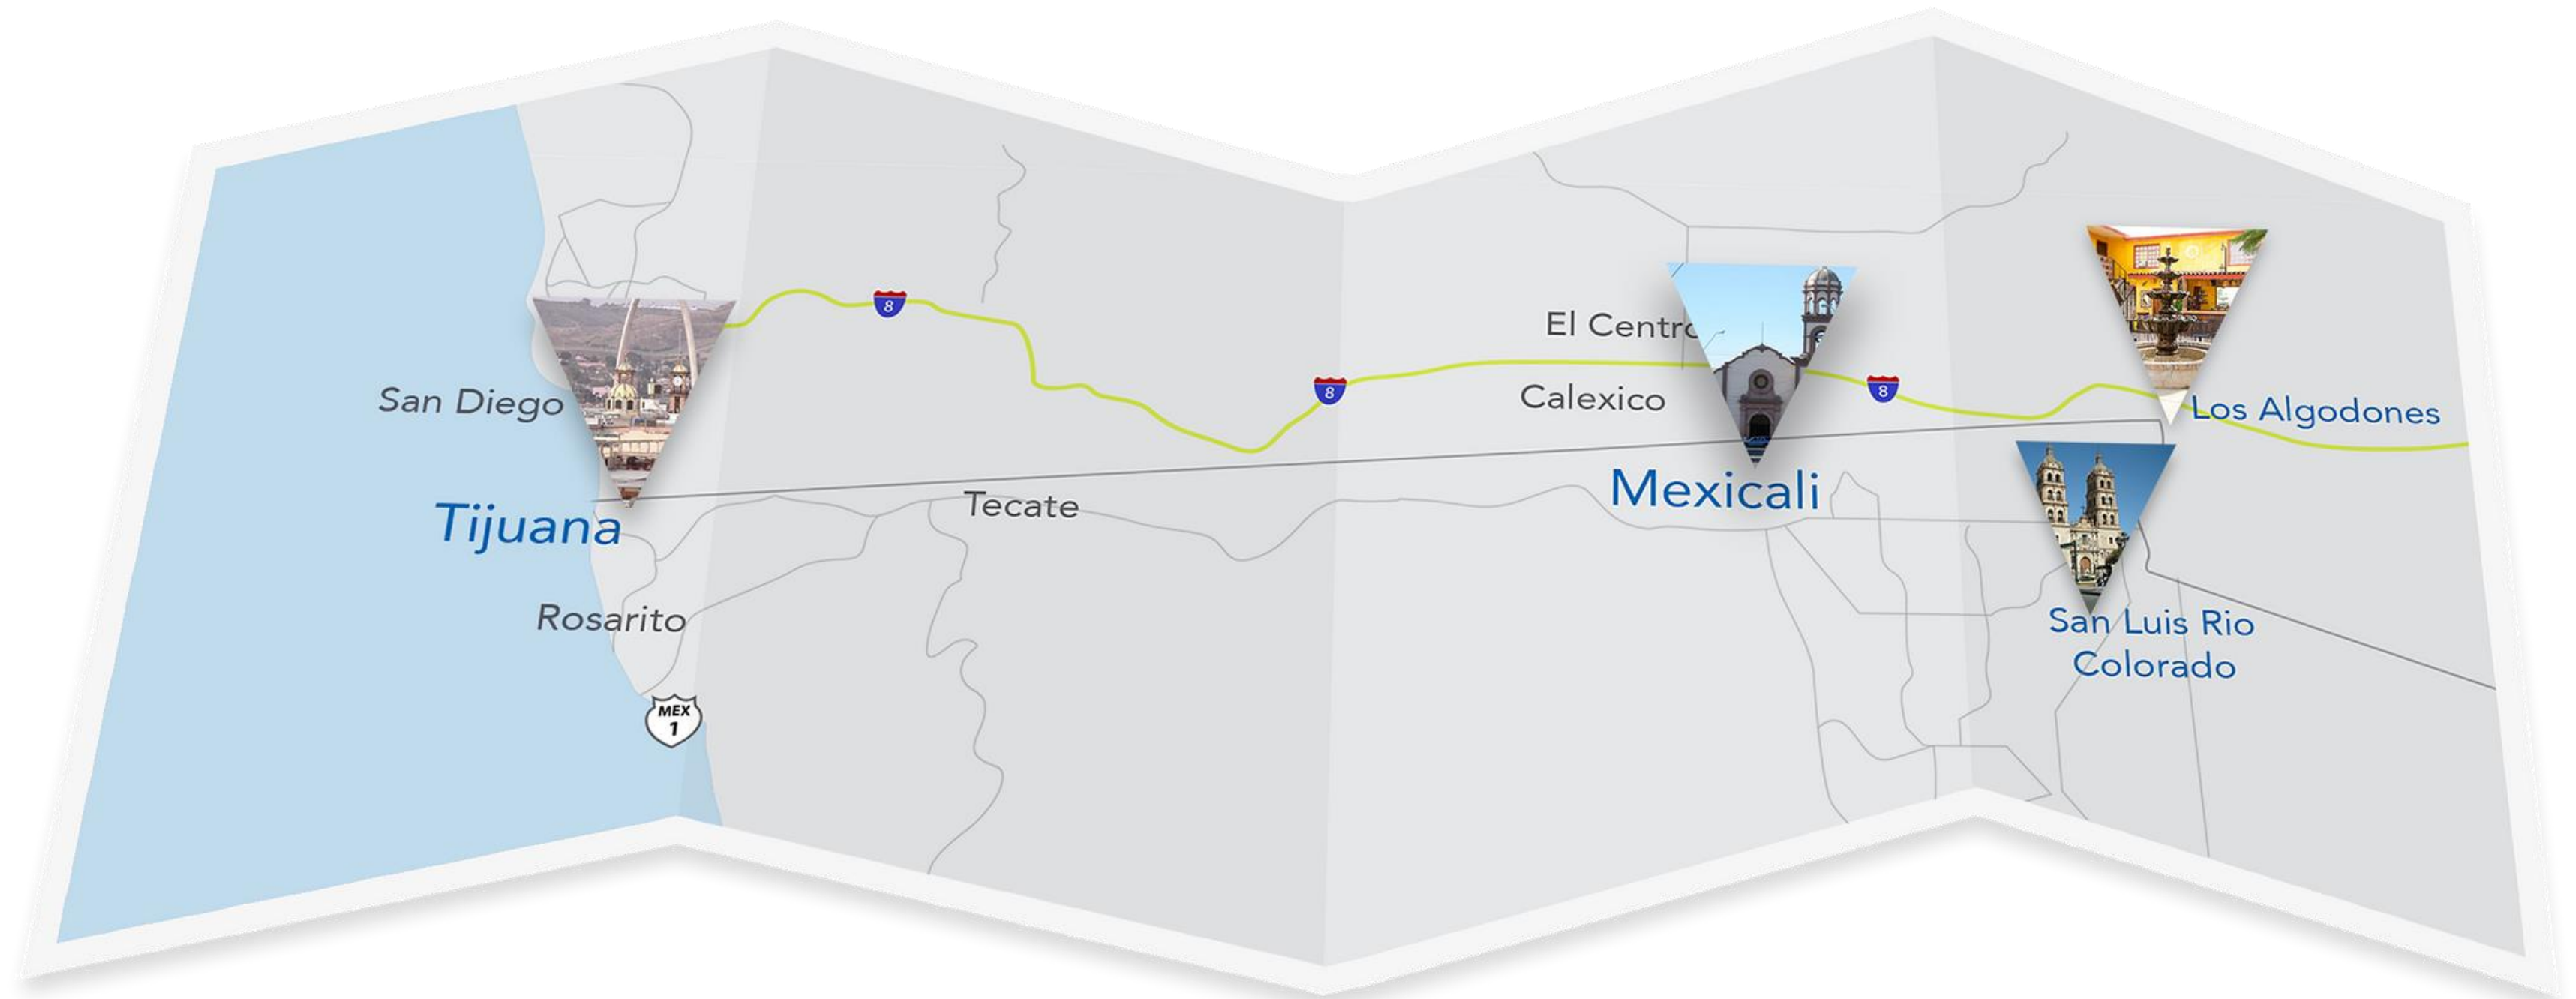 8
8
8
El Centro
Calexico
San Diego
Los Algodones
Mexicali
Tecate
Tijuana
Rosarito
San Luis Rio
Colorado
MEX
1